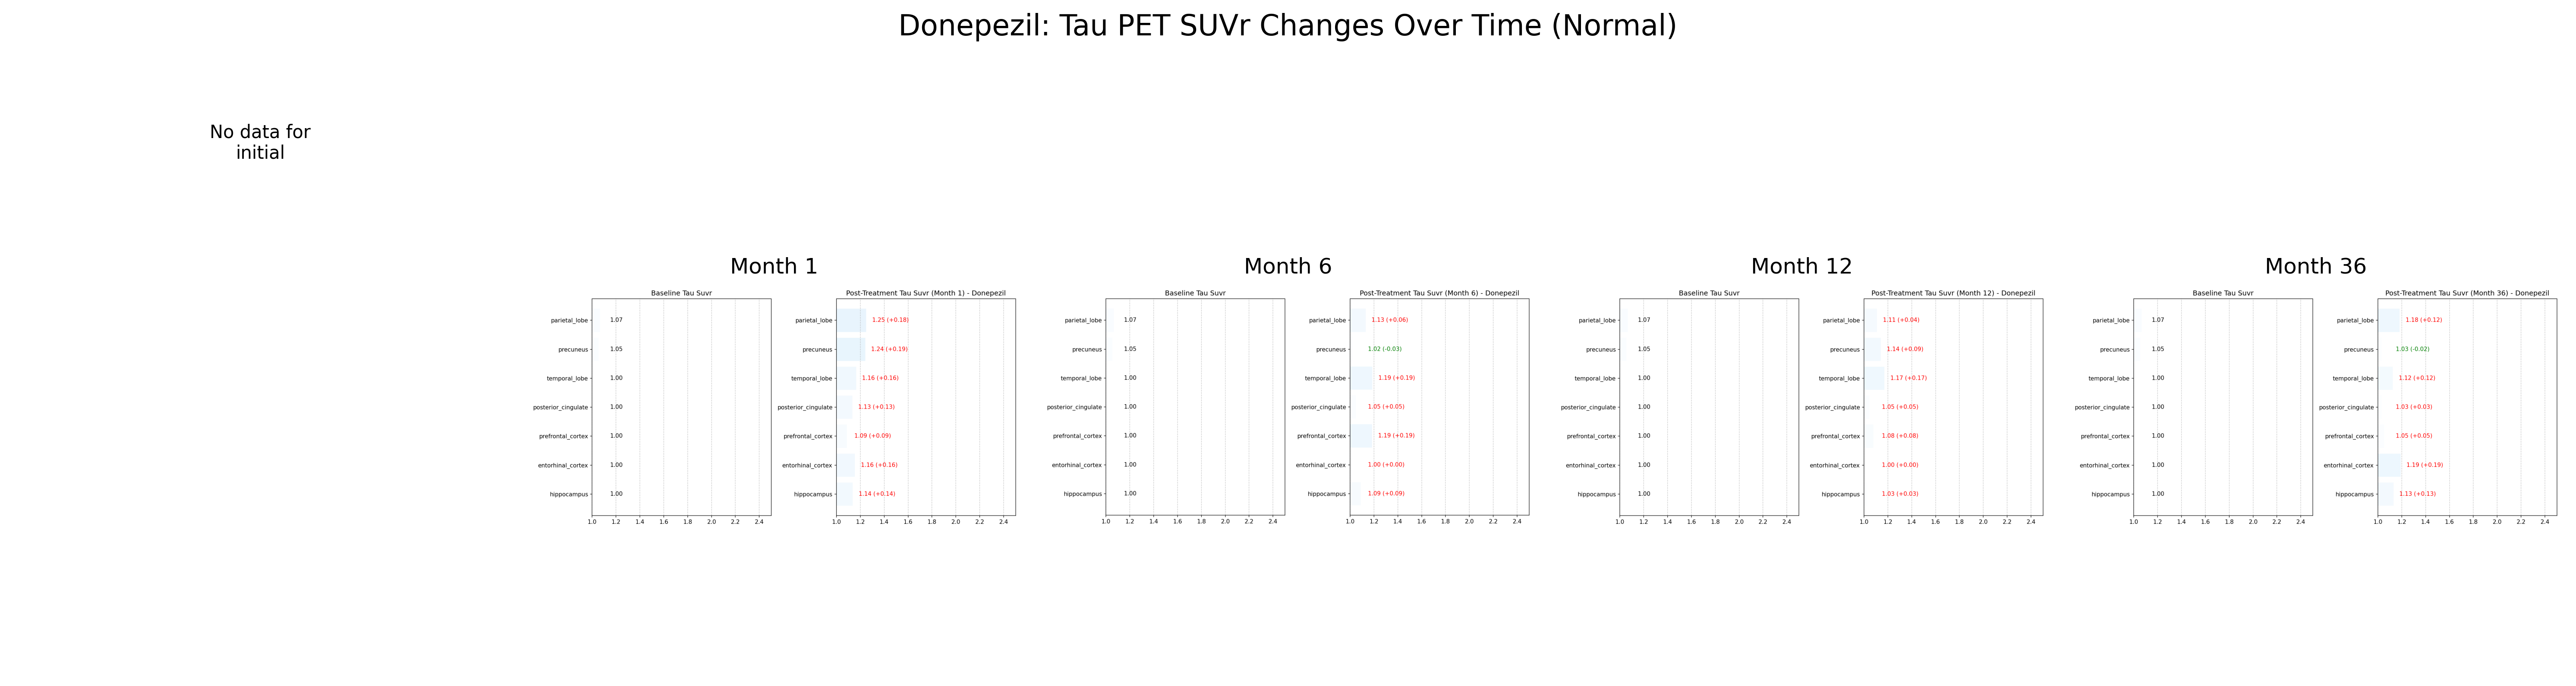 Donepezil: Tau PET SUVr Changes Over Time (Normal)
No data for
initial
Month 1
Baseline Tau Suvr
parietal_lobe 1.07
precuneus 1.05
temporal_lobe 1.00
posterior_cingulate 1.00
prefrontal_cortex 1.00
entorhinal_cortex 1.00
hippocampus 1.00
1.0 1.2 1.4 1.6 1.8 2.0 2.2 2.4
Post-Treatment Tau Suvr (Month 1) - Donepezil
parietal_lobe 1.25 (+0.18)
precuneus 1.24 (+0.19)
temporal_lobe 1.16 (+0.16)
posterior_cingulate 1.13 (+0.13)
prefrontal_cortex 1.09 (+0.09)
entorhinal_cortex 1.16 (+0.16)
hippocampus 1.14 (+0.14)
1.0 1.2 1.4 1.6 1.8 2.0 2.2 2.4
Month 6
Baseline Tau Suvr
parietal_lobe 1.07
precuneus 1.05
temporal_lobe 1.00
posterior_cingulate 1.00
prefrontal_cortex 1.00
entorhinal_cortex 1.00
hippocampus 1.00
1.0 1.2 1.4 1.6 1.8 2.0 2.2 2.4
Post-Treatment Tau Suvr (Month 6) - Donepezil
parietal_lobe 1.13 (+0.06)
precuneus 1.02 (-0.03)
temporal_lobe 1.19 (+0.19)
posterior_cingulate 1.05 (+0.05)
prefrontal_cortex 1.19 (+0.19)
entorhinal_cortex 1.00 (+0.00)
hippocampus 1.09 (+0.09)
1.0 1.2 1.4 1.6 1.8 2.0 2.2 2.4
Month 12
Baseline Tau Suvr
parietal_lobe 1.07
precuneus 1.05
temporal_lobe 1.00
posterior_cingulate 1.00
prefrontal_cortex 1.00
entorhinal_cortex 1.00
hippocampus 1.00
1.0 1.2 1.4 1.6 1.8 2.0 2.2 2.4
Post-Treatment Tau Suvr (Month 12) - Donepezil
parietal_lobe 1.11 (+0.04)
precuneus 1.14 (+0.09)
temporal_lobe 1.17 (+0.17)
posterior_cingulate 1.05 (+0.05)
prefrontal_cortex 1.08 (+0.08)
entorhinal_cortex 1.00 (+0.00)
hippocampus 1.03 (+0.03)
1.0 1.2 1.4 1.6 1.8 2.0 2.2 2.4
Month 36
Baseline Tau Suvr
parietal_lobe 1.07
precuneus 1.05
temporal_lobe 1.00
posterior_cingulate 1.00
prefrontal_cortex 1.00
entorhinal_cortex 1.00
hippocampus 1.00
1.0 1.2 1.4 1.6 1.8 2.0 2.2 2.4
Post-Treatment Tau Suvr (Month 36) - Donepezil
parietal_lobe 1.18 (+0.12)
precuneus 1.03 (-0.02)
temporal_lobe 1.12 (+0.12)
posterior_cingulate 1.03 (+0.03)
prefrontal_cortex 1.05 (+0.05)
entorhinal_cortex 1.19 (+0.19)
hippocampus 1.13 (+0.13)
1.0 1.2 1.4 1.6 1.8 2.0 2.2 2.4